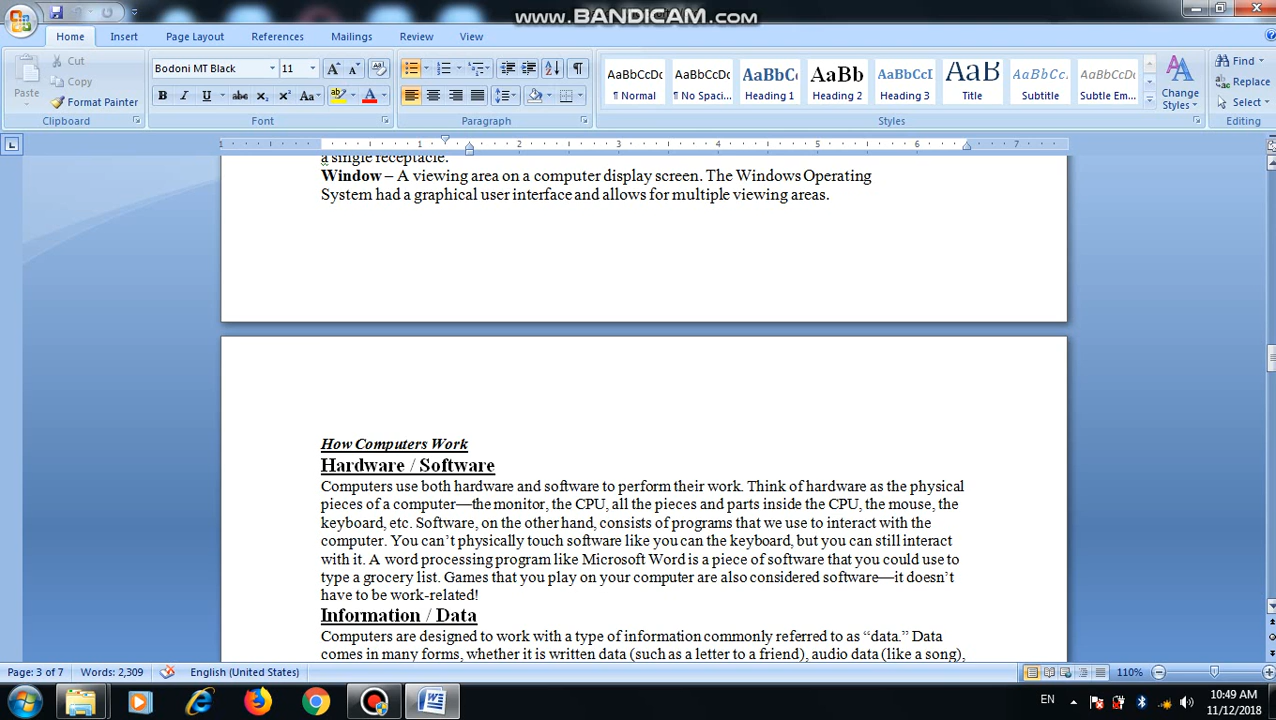 www.BANDICAM.com
Home Insert Page Layout References Mailings Review View
Paste
Cut
Copy
Format Painter
Clipboard
Bodoni MT Black 11
Font
Paragraph
AaBbCcDc AaBbCcDc AaBbC AaBb AaBbCcI AaB AaBbCc. AaBbCcDc
¶ Normal ¶ No Spaci... Heading 1 Heading 2 Heading 3 Title Subtitle Subtle Em...
Styles
Change Styles
Find
Replace
Select
Editing
1 1 2 3 4 5 6 7
a single receptacle.
Window – A viewing area on a computer display screen. The Windows Operating
System had a graphical user interface and allows for multiple viewing areas.
How Computers Work
Hardware / Software
Computers use both hardware and software to perform their work. Think of hardware as the physical
pieces of a computer—the monitor, the CPU, all the pieces and parts inside the CPU, the mouse, the
keyboard, etc. Software, on the other hand, consists of programs that we use to interact with the
computer. You can’t physically touch software like you can the keyboard, but you can still interact
with it. A word processing program like Microsoft Word is a piece of software that you could use to
type a grocery list. Games that you play on your computer are also considered software—it doesn’t
have to be work-related!
Information / Data
Computers are designed to work with a type of information commonly referred to as “data.” Data
comes in many forms, whether it is written data (such as a letter to a friend), audio data (like a song),
Page: 3 of 7 Words: 2,309 English (United States) 110%
EN 10:49 AM
11/12/2018